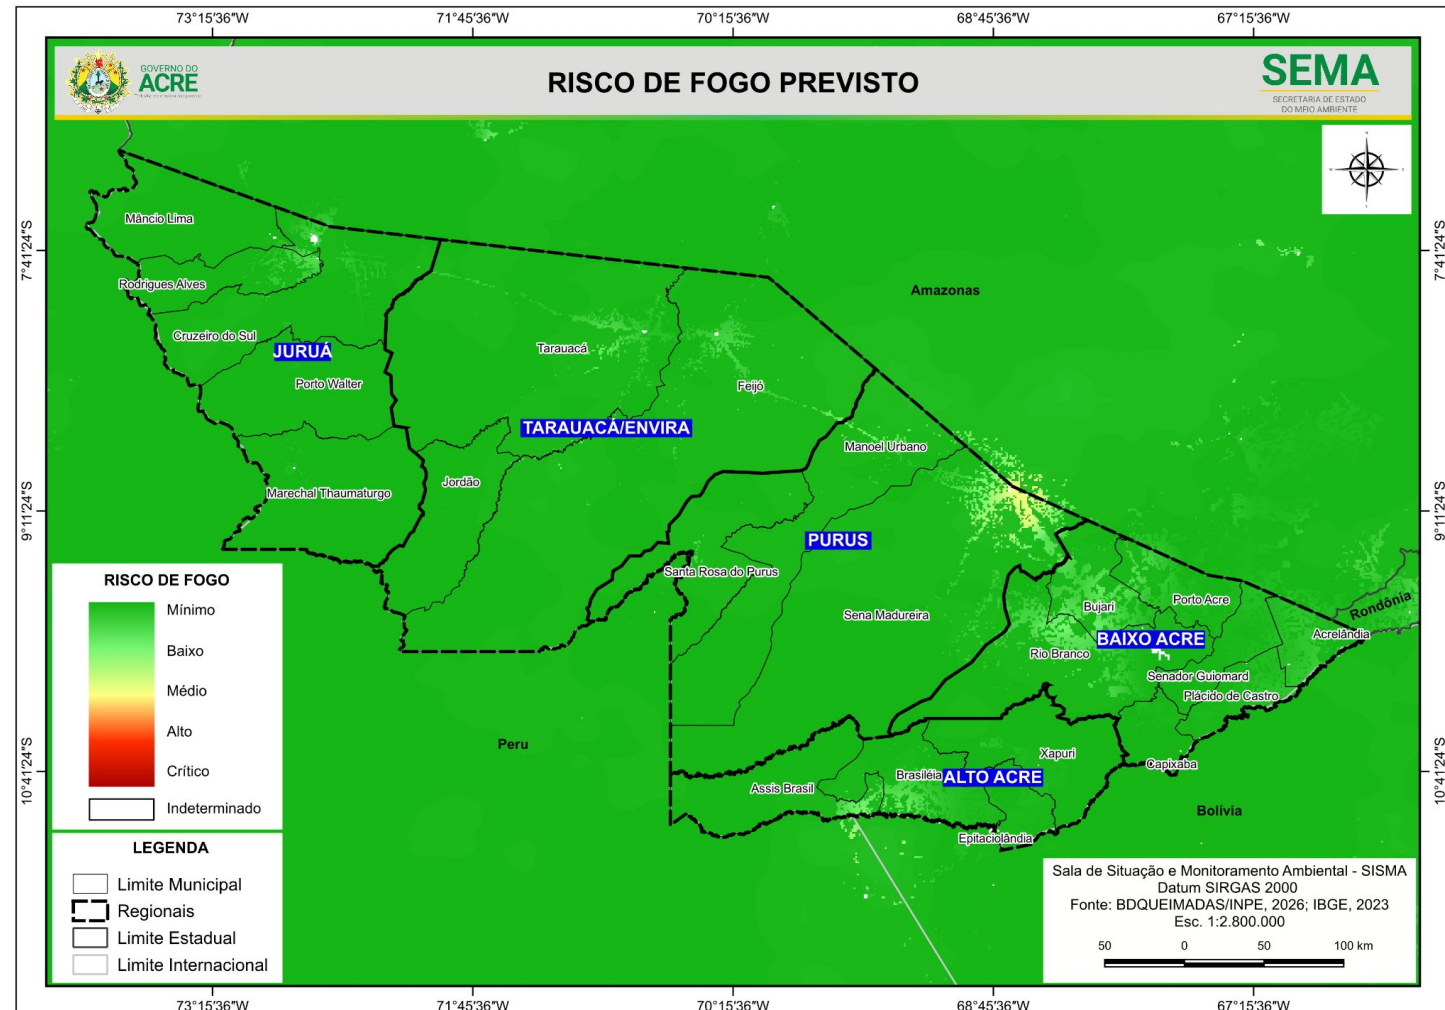 73°15'36"W
71°45'36"W
70°15'36"W
68°45'36"W
67°15'36"W
GOVERNO DO
ACRE
RISCO DE FOGO PREVISTO
SEMA
SECRETARIA DE ESTADO
DO MEIO AMBIENTE
7°41'24"S
7°41'24"S
9°11'24"S
9°11'24"S
10°41'24"S
10°41'24"S
Mâncio Lima
Rodrigues Alves
Cruzeiro do Sul
JURUÁ
Porto Walter
Marechal Thaumaturgo
Tarauacá
Feijó
TARAUACÁ/ENVIRA
Jordão
Amazonas
Manoel Urbano
PURUS
Santa Rosa do Purus
Sena Madureira
Bujari
Porto Acre
BAIXO ACRE
Rio Branco
Acrelândia
Rondônia
Senador Guiomard
Plácido de Castro
Peru
Xapuri
Capixaba
Brasiléia
ALTO ACRE
Assis Brasil
Epitaciolândia
Bolívia
RISCO DE FOGO
Mínimo
Baixo
Médio
Alto
Crítico
Indeterminado
LEGENDA
Limite Municipal
Regionais
Limite Estadual
Limite Internacional
Sala de Situação e Monitoramento Ambiental - SISMA
Datum SIRGAS 2000
Fonte: BDQUEIMADAS/INPE, 2026; IBGE, 2023
Esc. 1:2.800.000
50 0 50 100 km
73°15'36"W
71°45'36"W
70°15'36"W
68°45'36"W
67°15'36"W